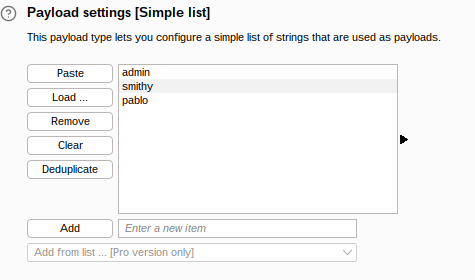 Payload settings [Simple list]
This payload type lets you configure a simple list of strings that are used as payloads.
Paste
Load ...
Remove
Clear
Deduplicate
admin
smithy
pablo
Add
Enter a new item
Add from list ... [Pro version only]